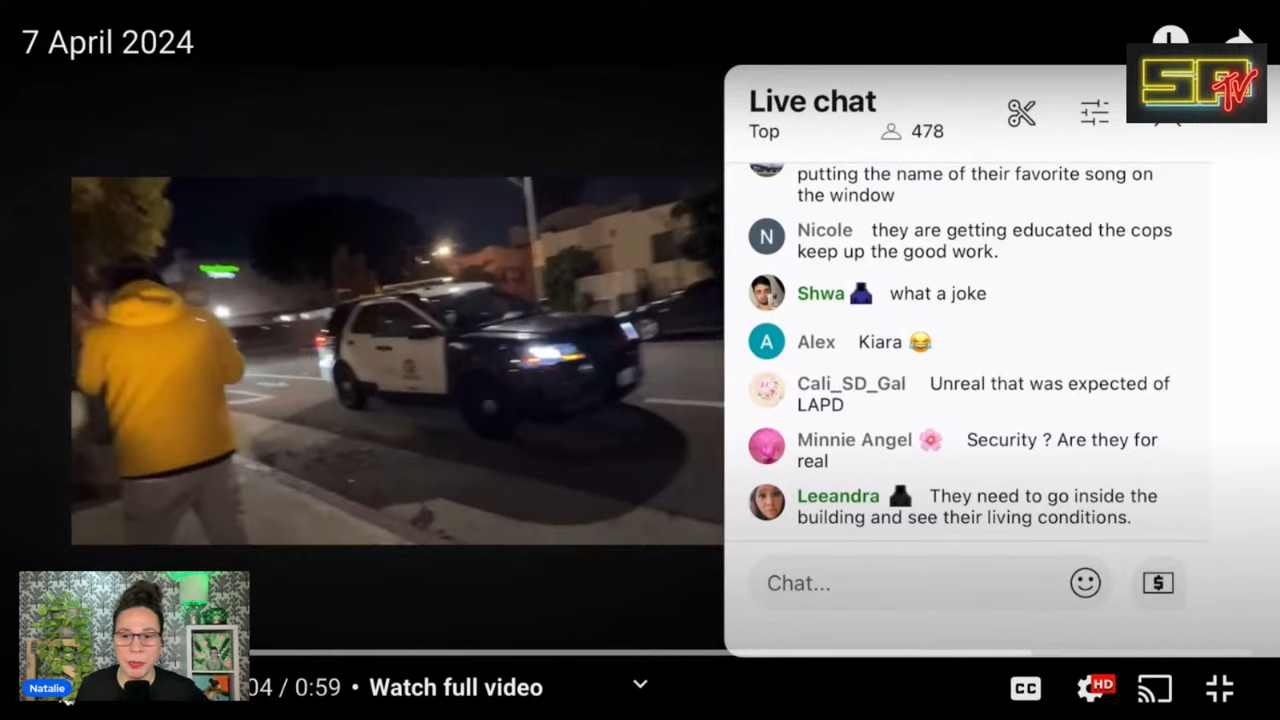 7 April 2024
SPTV
Live chat
Top 478
putting the name of their favorite song on
the window
N Nicole they are getting educated the cops
keep up the good work.
Shwa what a joke
A Alex Kiara 😂
Cali_SD_Gal Unreal that was expected of
LAPD
Minnie Angel 🌸 Security ? Are they for
real
Leeandra They need to go inside the
building and see their living conditions.
Chat...
$
Natalie
04 / 0:59 • Watch full video
CC
HD